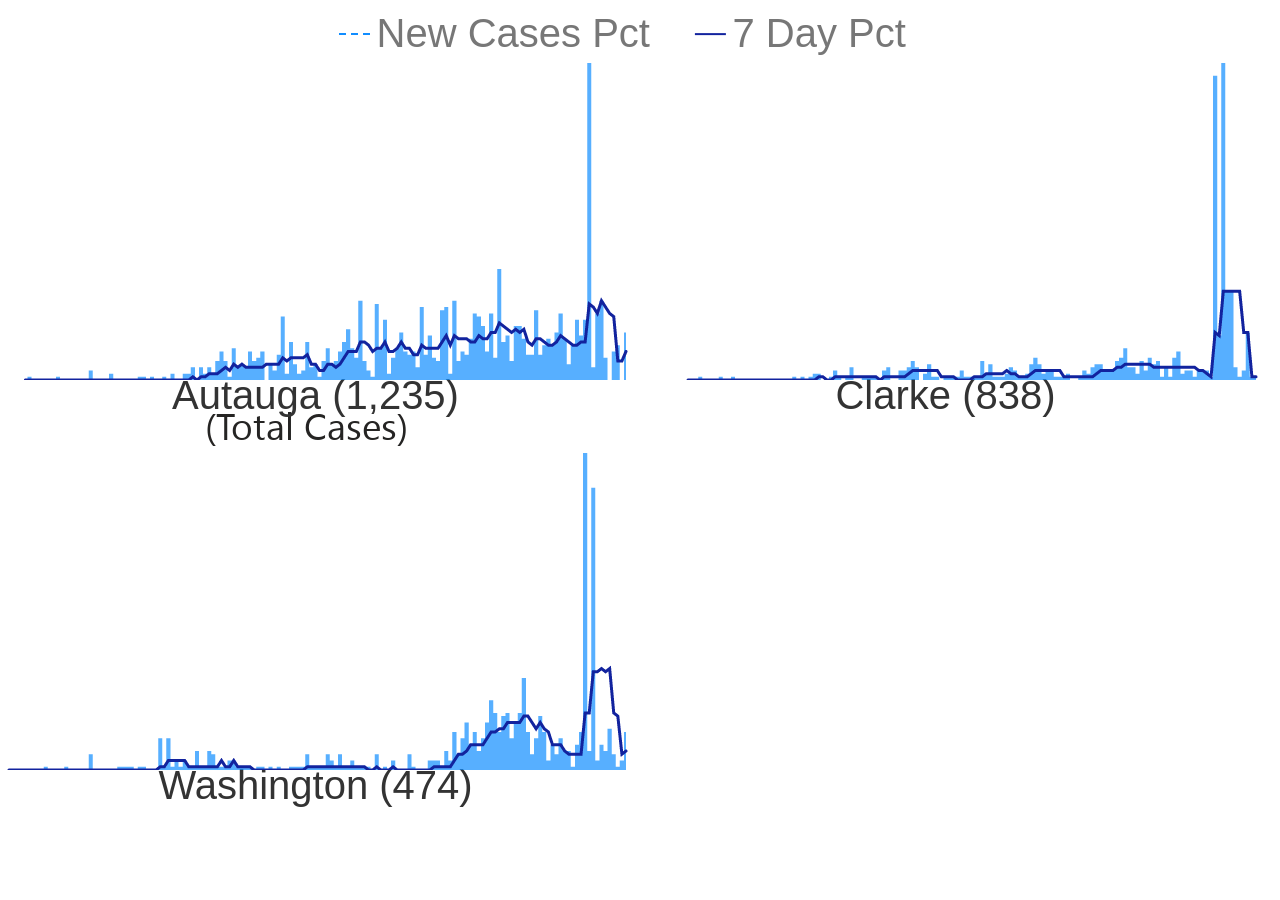 New Cases Pct 7 Day Pct
Autauga (1,235)
(Total Cases)
Clarke (838)
Washington (474)